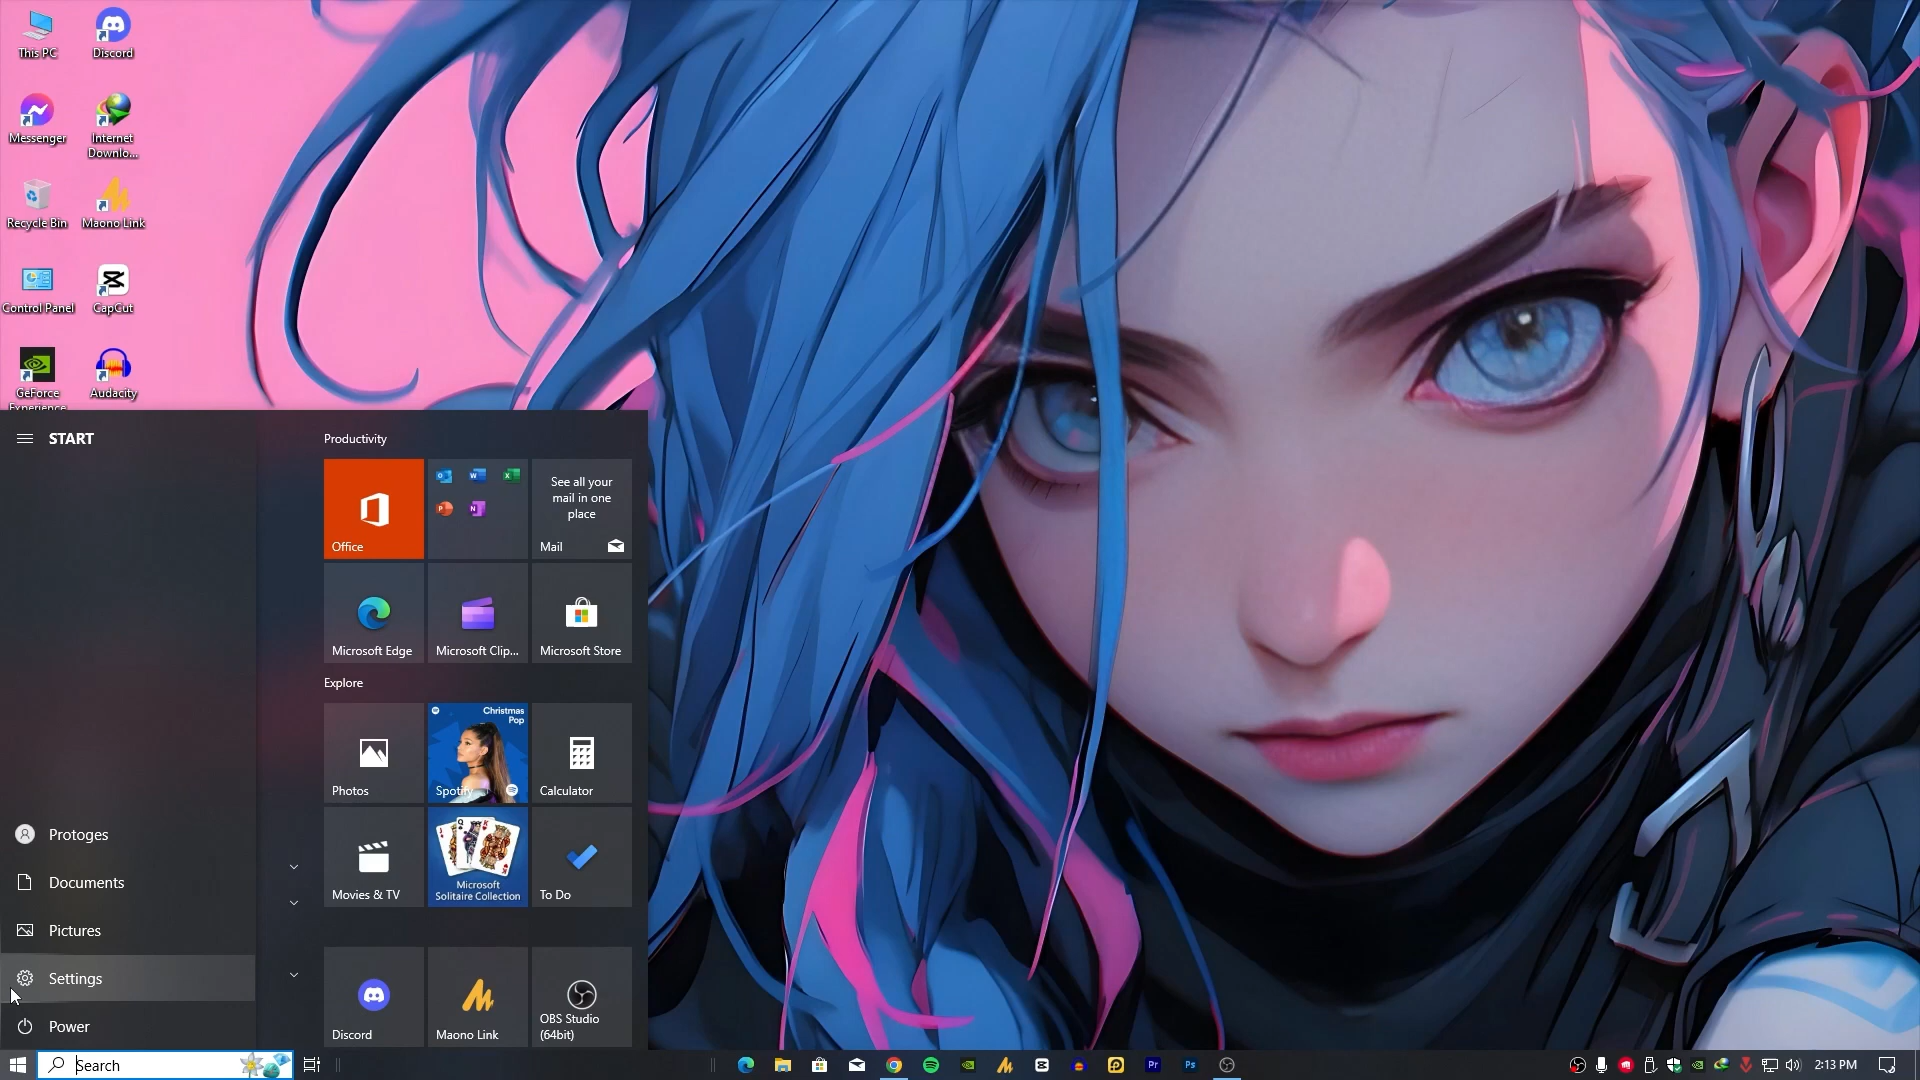 This PC
Discord
Messenger
Internet
Downlo...
Recycle Bin
Maono Link
Control Panel
CapCut
GeForce
Experience
Audacity
START
Protoges
Documents
Pictures
Settings
Power
Productivity
Office
See all your
mail in one
place
Mail
Microsoft Edge
Microsoft Clip...
Microsoft Store
Explore
Photos
Christmas
Pop
Spotify
Calculator
Movies & TV
Microsoft
Solitaire Collection
To Do
Discord
Maono Link
OBS Studio
(64bit)
Search
Pr
Ps
2:13 PM